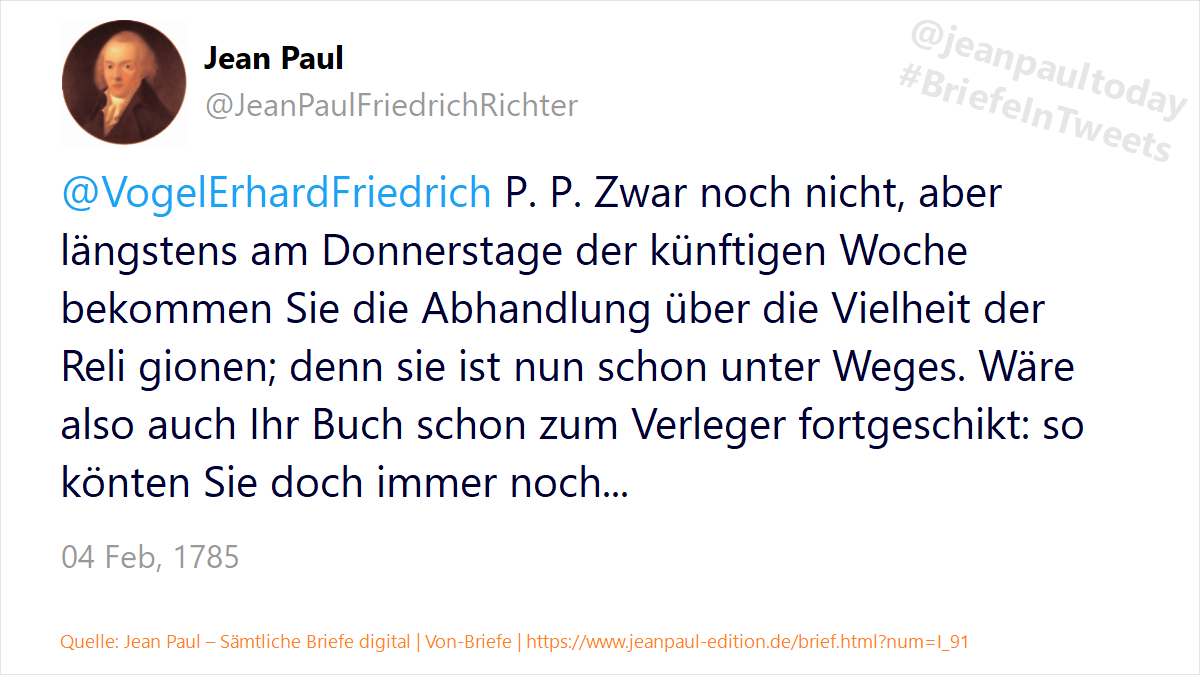 Jean Paul
@JeanPaulFriedrichRichter
@jeanpaultoday
#BriefeInTweets
@VogelErhardFriedrich P. P. Zwar noch nicht, aber
längstens am Donnerstage der künftigen Woche
bekommen Sie die Abhandlung über die Vielheit der
Reli gionen; denn sie ist nun schon unter Weges. Wäre
also auch Ihr Buch schon zum Verleger fortgeschikt: so
könten Sie doch immer noch...
04 Feb, 1785
Quelle: Jean Paul – Sämtliche Briefe digital | Von-Briefe | https://www.jeanpaul-edition.de/brief.html?num=I_91